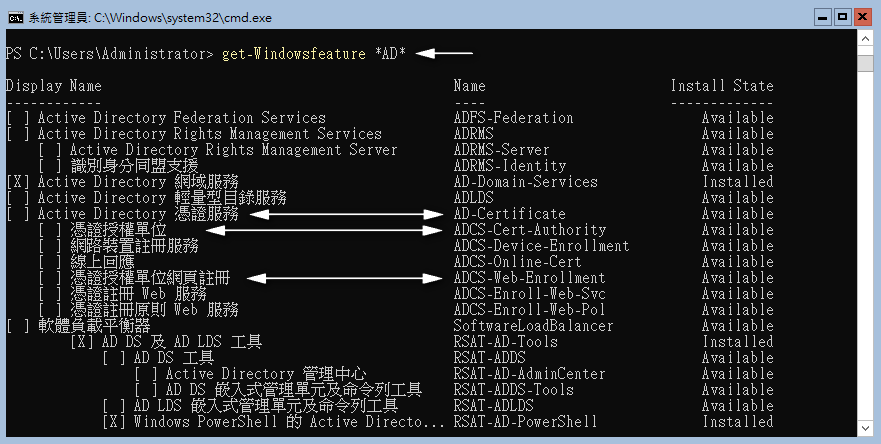 系統管理員: C:\Windows\system32\cmd.exe
PS C:\Users\Administrator> get-Windowsfeature *AD*
Display Name Name Install State
------------ ---- -------------
[ ] Active Directory Federation Services ADFS-Federation Available
[ ] Active Directory Rights Management Services ADRMS Available
[ ] Active Directory Rights Management Server ADRMS-Server Available
[ ] 識別身分同盟支援 ADRMS-Identity Available
[X] Active Directory 網域服務 AD-Domain-Services Installed
[ ] Active Directory 輕量型目錄服務 ADLDS Available
[ ] Active Directory 憑證服務 AD-Certificate Available
[ ] 憑證授權單位 ADCS-Cert-Authority Available
[ ] 網路裝置註冊服務 ADCS-Device-Enrollment Available
[ ] 線上回應 ADCS-Online-Cert Available
[ ] 憑證授權單位網頁註冊 ADCS-Web-Enrollment Available
[ ] 憑證註冊 Web 服務 ADCS-Enroll-Web-Svc Available
[ ] 憑證註冊原則 Web 服務 ADCS-Enroll-Web-Pol Available
[ ] 軟體負載平衡器 SoftwareLoadBalancer Available
[X] AD DS 及 AD LDS 工具 RSAT-AD-Tools Installed
[ ] AD DS 工具 RSAT-ADDS Available
[ ] Active Directory 管理中心 RSAT-AD-AdminCenter Available
[ ] AD DS 嵌入式管理單元及命令列工具 RSAT-ADDS-Tools Available
[ ] AD LDS 嵌入式管理單元及命令列工具 RSAT-ADLDS Available
[X] Windows PowerShell 的 Active Directo... RSAT-AD-PowerShell Installed